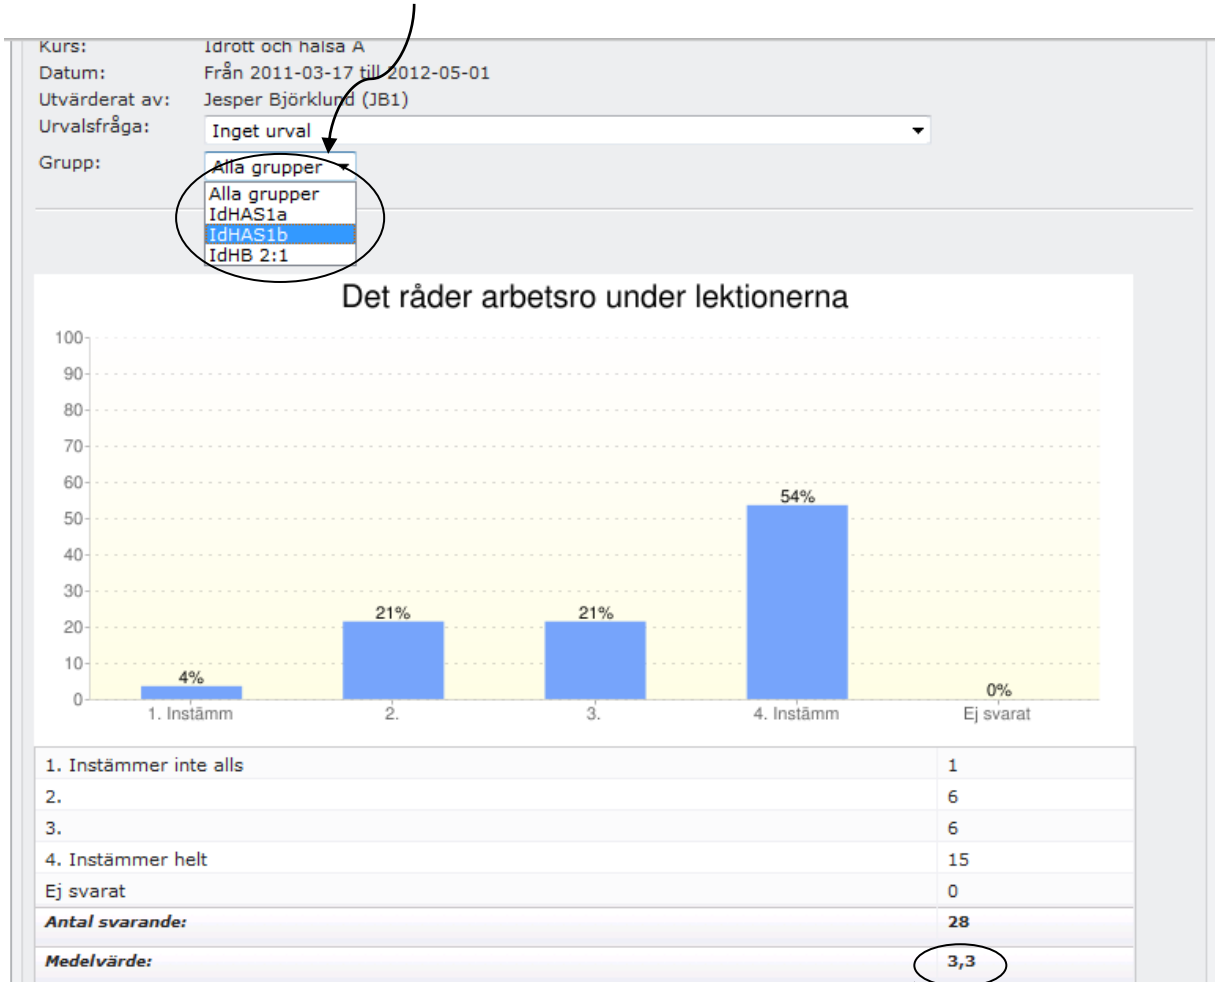 Kurs: Idrott och hälsa A
Datum: Från 2011-03-17 till 2012-05-01
Utvärderat av: Jesper Björklund (JB1)
Urvalsfråga: Inget urval
Grupp: Alla grupper
Alla grupper
IdHAS1a
IdHAS1b
IdHB 2:1
Det råder arbetsro under lektionerna
100
90
80
70
60
50
40
30
20
10
0
4%
21%
21%
54%
0%
1. Instämm 2. 3. 4. Instämm Ej svarat
1. Instämmer inte alls 1
2. 6
3. 6
4. Instämmer helt 15
Ej svarat 0
Antal svarande: 28
Medelvärde: 3,3